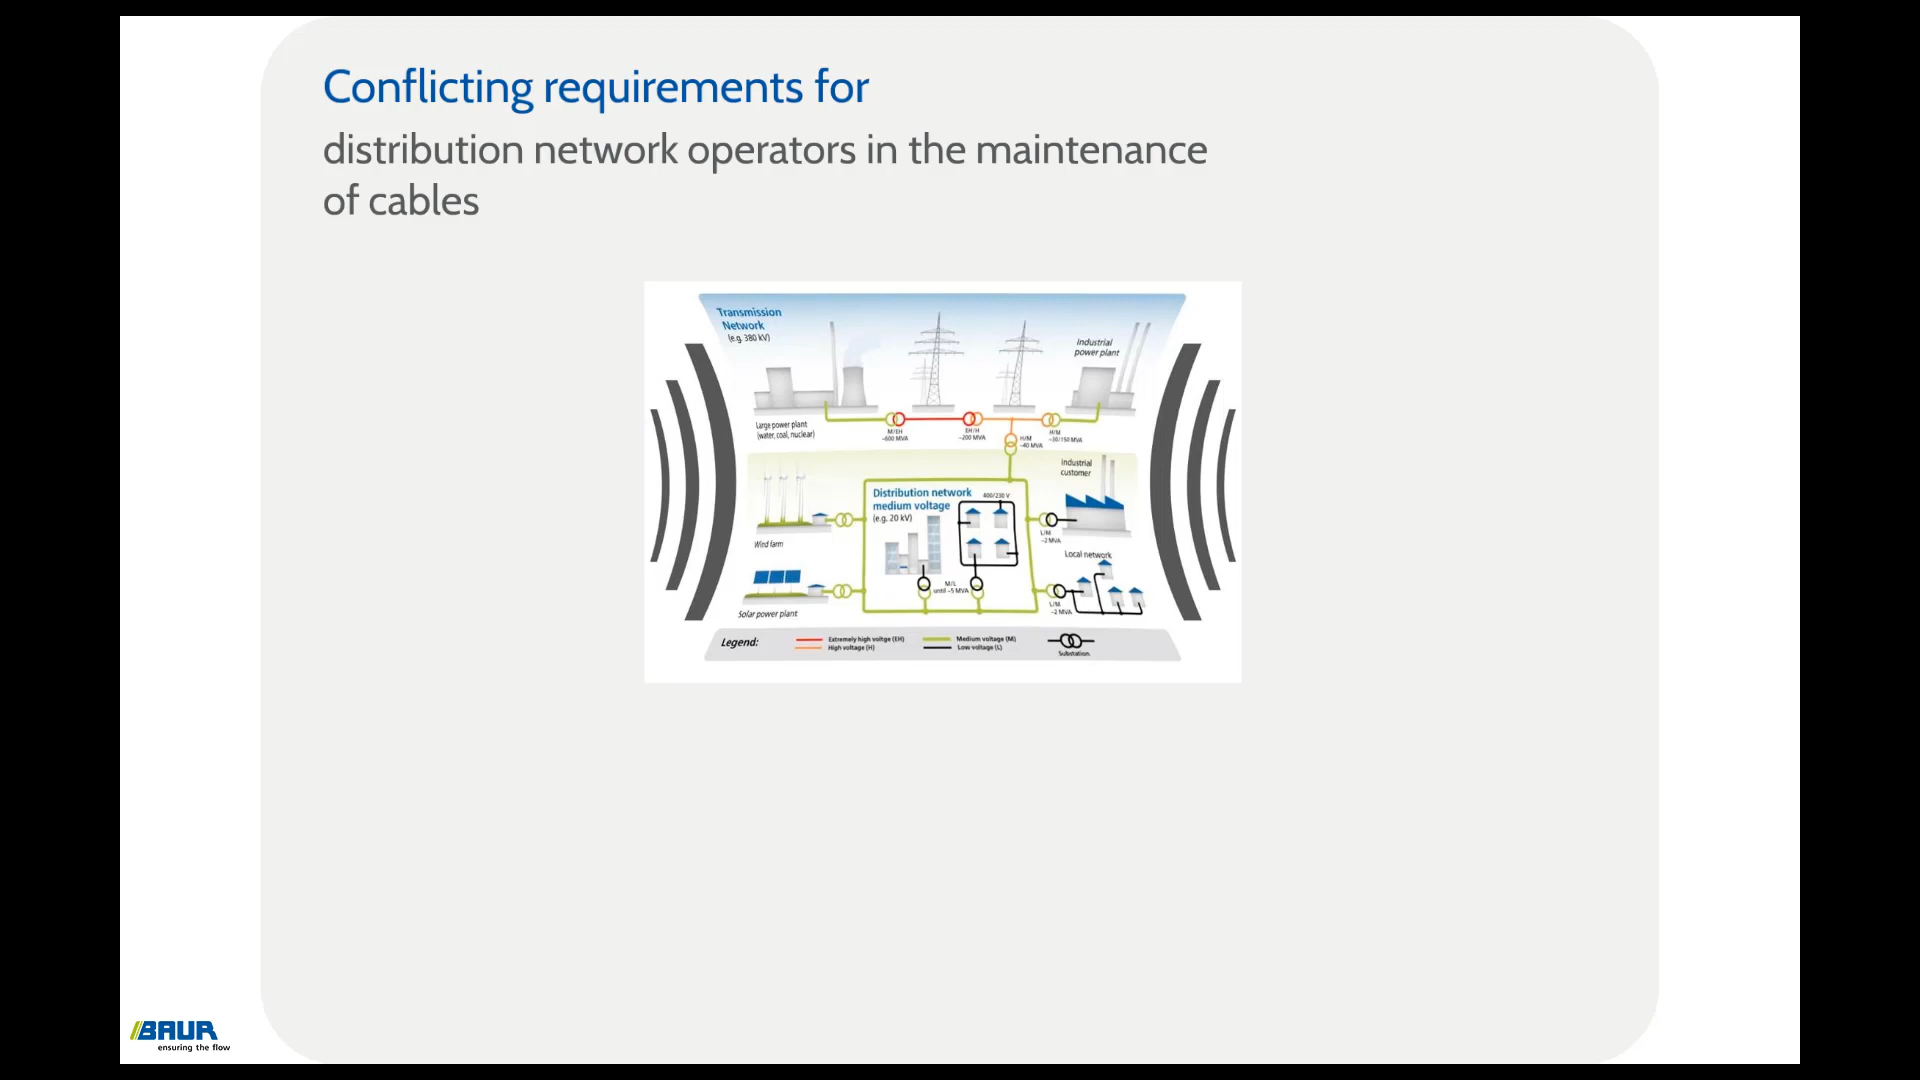 Conflicting requirements for
distribution network operators in the maintenance
of cables
Transmission
Network
(e.g. 380 kV)
Industrial
power plant
Large power plant
(water, coal, nuclear)
M/EH
~600 MVA
EH/H
~200 MVA
H/M
~40 MVA
H/M
~30/150 MVA
Industrial
customer
Distribution network
medium voltage
(e.g. 20 kV)
400/230 V
Wind farm
L/M
~2 MVA
Local network
M/L
until ~5 MVA
L/M
~2 MVA
Solar power plant
Legend:
Extremely high voltge (EH)
High voltage (H)
Medium voltage (M)
Low voltage (L)
Substation
BAUR
ensuring the flow